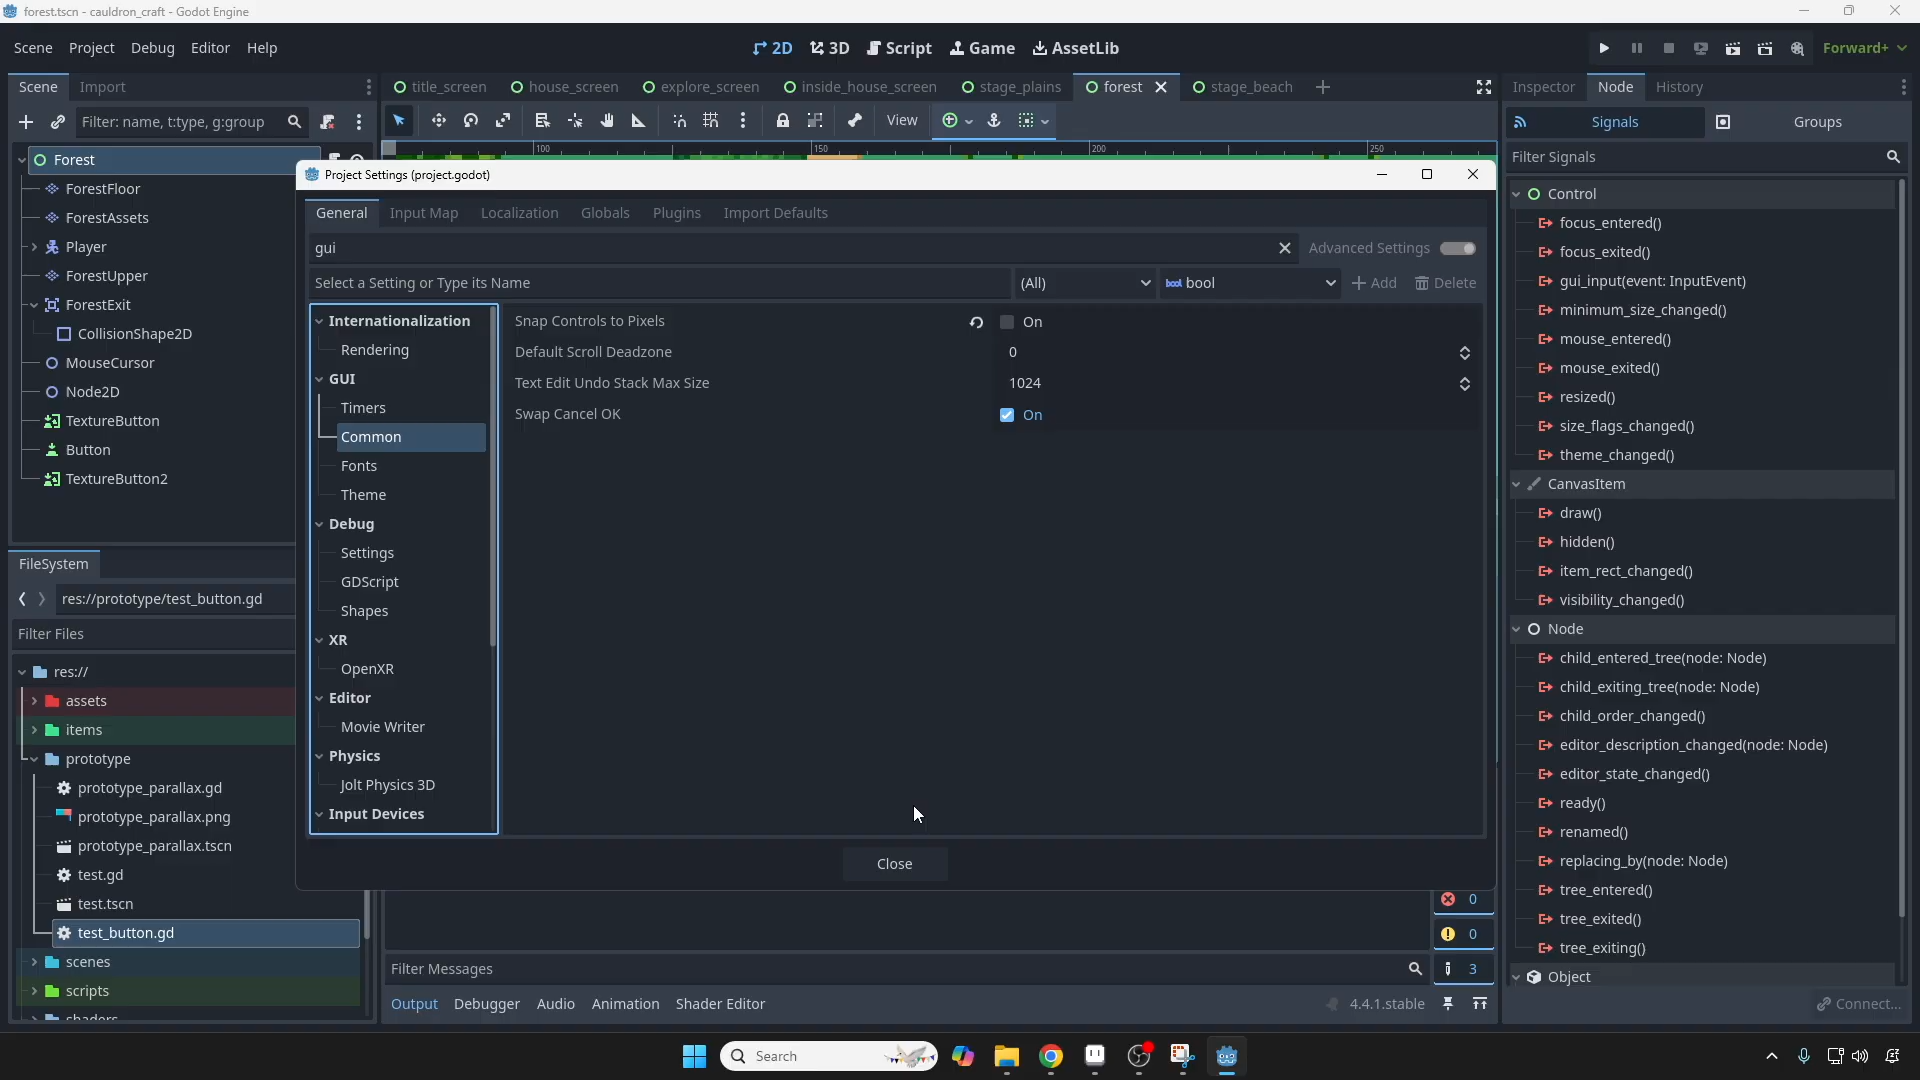 forest.tscn - cauldron_craft - Godot Engine
Scene Project Debug Editor Help
2D 3D Script Game AssetLib
Forward+
Scene Import
title_screen house_screen explore_screen inside_house_screen stage_plains forest stage_beach
Inspector Node History
Filter: name, t:type, g:group
View
Signals Groups
100 150 200 250
Filter Signals
Forest
ForestFloor
ForestAssets
Player
ForestUpper
ForestExit
CollisionShape2D
MouseCursor
Node2D
TextureButton
Button
TextureButton2
FileSystem
res://prototype/test_button.gd
Filter Files
res://
assets
items
prototype
prototype_parallax.gd
prototype_parallax.png
prototype_parallax.tscn
test.gd
test.tscn
test_button.gd
scenes
scripts
shaders
Project Settings (project.godot)
General Input Map Localization Globals Plugins Import Defaults
gui
Advanced Settings
Select a Setting or Type its Name
(All)
bool
Add
Delete
Internationalization
Rendering
GUI
Timers
Common
Fonts
Theme
Debug
Settings
GDScript
Shapes
XR
OpenXR
Editor
Movie Writer
Physics
Jolt Physics 3D
Input Devices
Snap Controls to Pixels On
Default Scroll Deadzone 0
Text Edit Undo Stack Max Size 1024
Swap Cancel OK On
Close
Control
focus_entered()
focus_exited()
gui_input(event: InputEvent)
minimum_size_changed()
mouse_entered()
mouse_exited()
resized()
size_flags_changed()
theme_changed()
CanvasItem
draw()
hidden()
item_rect_changed()
visibility_changed()
Node
child_entered_tree(node: Node)
child_exiting_tree(node: Node)
child_order_changed()
editor_description_changed(node: Node)
editor_state_changed()
ready()
renamed()
replacing_by(node: Node)
tree_entered()
tree_exited()
tree_exiting()
Object
Connect...
0
0
3
Filter Messages
Output Debugger Audio Animation Shader Editor
4.4.1.stable
Search